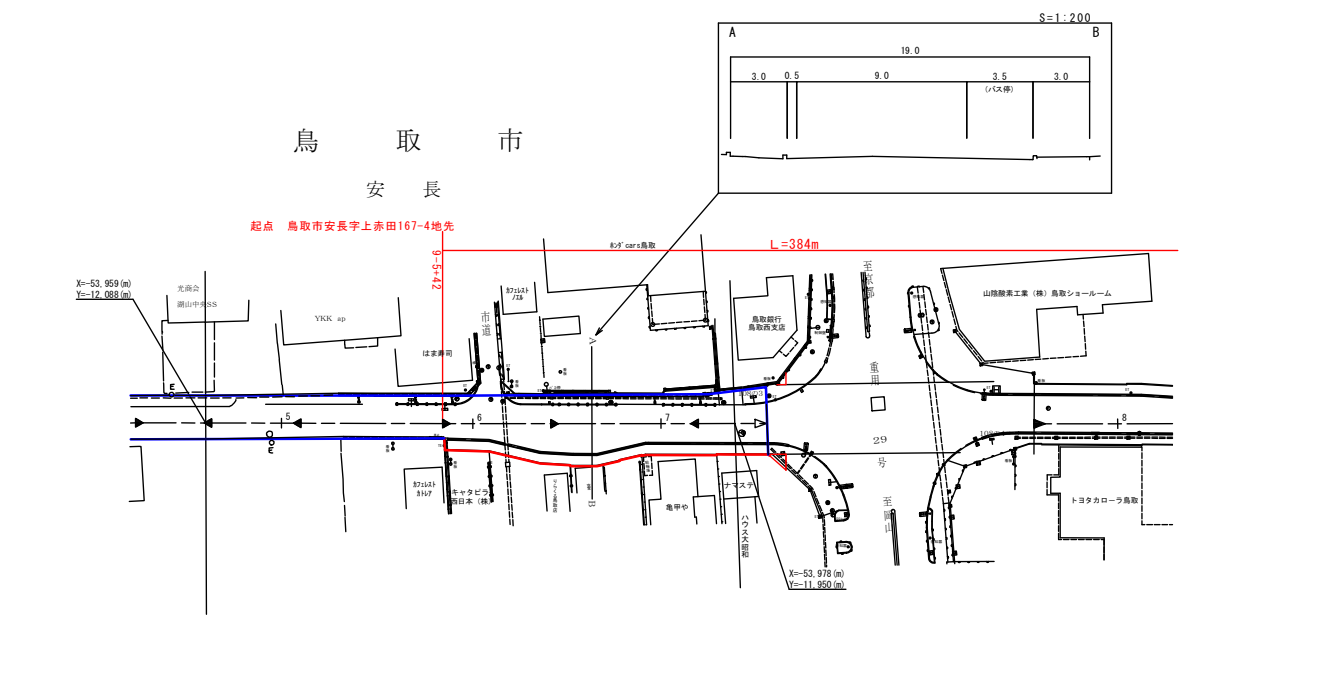 S=1:200
A
B
19.0
3.0
0.5
9.0
3.5
3.0
(バス停)
鳥 取 市
安 長
起点 鳥取市安長字上赤田167-4地先
9-5+42
L=384m
ホンダcars鳥取
X=-53,959(m)
Y=-12,088(m)
光商会
湖山中央SS
YKK ap
はま寿司
市道
カフェレスト
ノエル
A
鳥取銀行
鳥取西支店
至京都
山陰酸素工業(株)鳥取ショールーム
重用
29
号
至岡山
5
6
7
8
E
E
カフェレスト
カトレア
キャタピラ
西日本(株)
B
亀甲や
ナマステ
ハウス大昭和
トヨタカローラ鳥取
X=-53,978(m)
Y=-11,950(m)